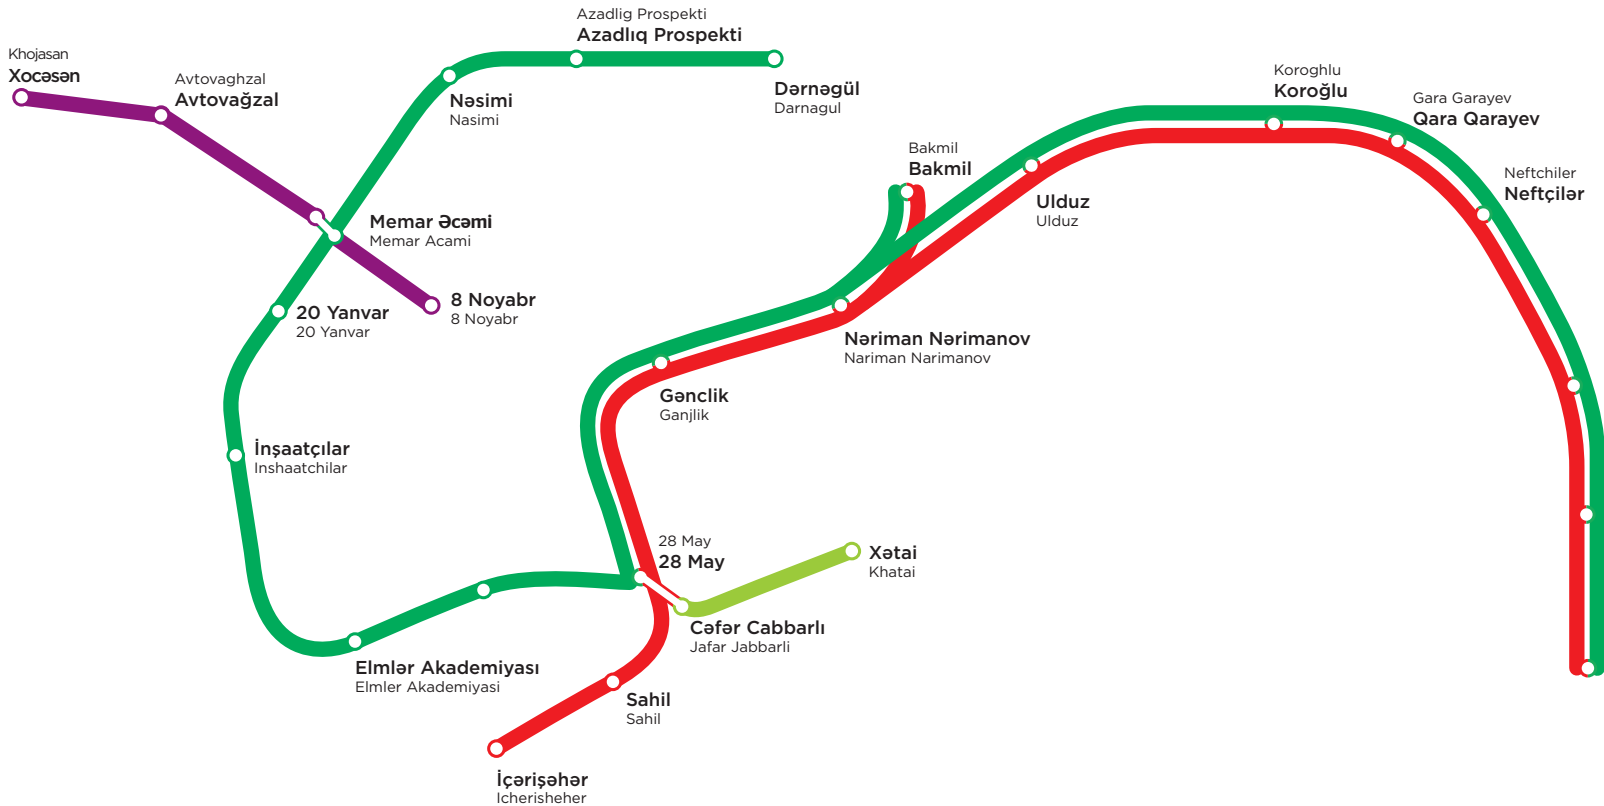 Khojasan
Xocəsən
Avtovaghzal
Avtovağzal
Azadlig Prospekti
Azadlıq Prospekti
Nəsimi
Nasimi
Dərnəgül
Darnagul
Memar Əcəmi
Memar Acami
8 Noyabr
8 Noyabr
20 Yanvar
20 Yanvar
İnşaatçılar
Inshaatchilar
Elmlər Akademiyası
Elmler Akademiyasi
28 May
28 May
Cəfər Cabbarlı
Jafar Jabbarli
Xətai
Khatai
Sahil
Sahil
İçərişəhər
Icherisheher
Gənclik
Ganjlik
Nəriman Nərimanov
Nariman Narimanov
Bakmil
Bakmil
Ulduz
Ulduz
Koroghlu
Koroğlu
Gara Garayev
Qara Qarayev
Neftchiler
Neftçilər